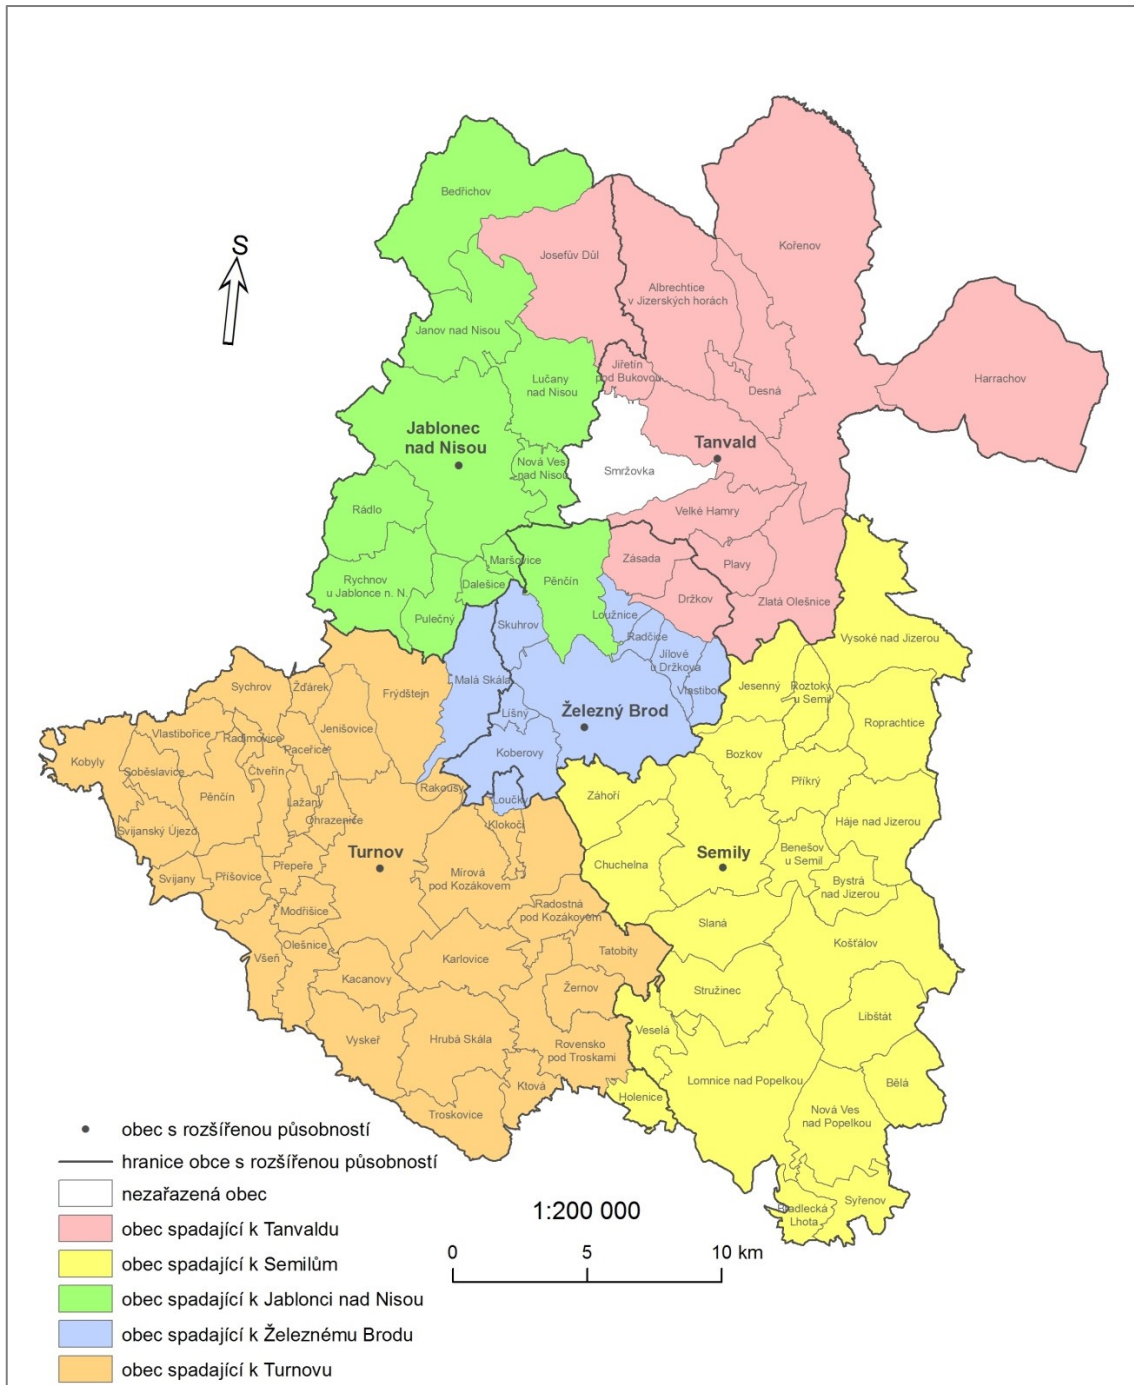 S
Bedřichov
Kořenov
Josefův Důl
Albrechtice
v Jizerských horách
Janov nad Nisou
Jiřetín
pod Bukovou
Lučany
nad Nisou
Desná
Harrachov
Jablonec
nad Nisou
Tanvald
Nová Ves
nad Nisou
Smržovka
Rádlo
Velké Hamry
Maršovice
Zásada
Plavy
Rychnov
u Jablonce n. N.
Dalešice
Pěnčín
Držkov
Zlatá Olešnice
Pulečný
Skuhrov
Loužnice
Radčice
Vysoké nad Jizerou
Jílové
u Držkova
Sychrov
Žďárek
Frýdštejn
Malá Skála
Vlastiboř
Jesenný
Roztoky
u Semil
Líšný
Železný Brod
Roprachtice
Vlastibořice
Radimovice
Jenišovice
Paceřice
Koberovy
Bozkov
Kobyly
Soběslavice
Čtveřín
Příkrý
Pěnčín
Lažany
Rakousy
Loučky
Záhoří
Ohrazenice
Klokočí
Háje nad Jizerou
Svijanský Újezd
Turnov
Semily
Benešov
u Semil
Přepeře
Mírová
pod Kozákovem
Chuchelna
Svijany
Příšovice
Bystrá
nad Jizerou
Modřišice
Radostná
pod Kozákovem
Slaná
Olešnice
Košťálov
Všeň
Karlovice
Tatobity
Kacanovy
Žernov
Stružinec
Libštát
Vyskeř
Hrubá Skála
Rovensko
pod Troskami
Veselá
Lomnice nad Popelkou
Bělá
Ktová
Holenice
Troskovice
Nová Ves
nad Popelkou
Syřenov
Bradlecká
Lhota
obec s rozšířenou působností
hranice obce s rozšířenou působností
nezařazená obec
obec spadající k Tanvaldu
obec spadající k Semilům
obec spadající k Jablonci nad Nisou
obec spadající k Železnému Brodu
obec spadající k Turnovu
1:200 000
0 5 10 km